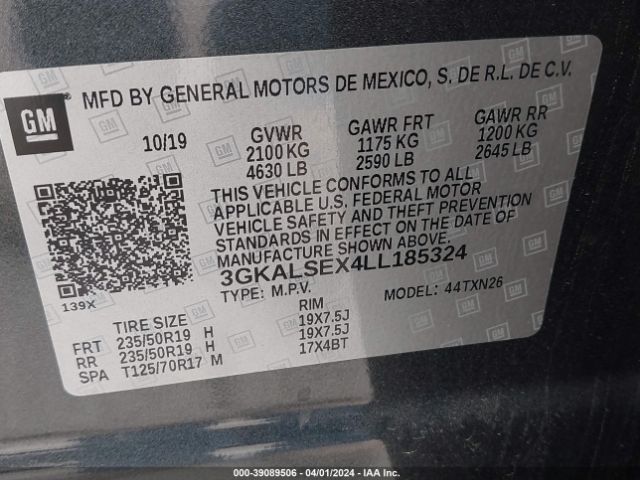 GM
MFD BY GENERAL MOTORS DE MEXICO, S. DE R.L. DE C.V.
10/19 GVWR GAWR FRT GAWR RR
2100 KG 1175 KG 1200 KG
4630 LB 2590 LB 2645 LB
THIS VEHICLE CONFORMS TO ALL
APPLICABLE U.S. FEDERAL MOTOR
VEHICLE SAFETY AND THEFT PREVENTION
STANDARDS IN EFFECT ON THE DATE OF
MANUFACTURE SHOWN ABOVE.
3GKALSEX4LL185324
139X TYPE: M.P.V. MODEL: 44TXN26
TIRE SIZE RIM
FRT 235/50R19 H 19X7.5J
RR 235/50R19 H 19X7.5J
SPA T125/70R17 M 17X4BT
000-39089506 / 04/01/2024 - IAA Inc.